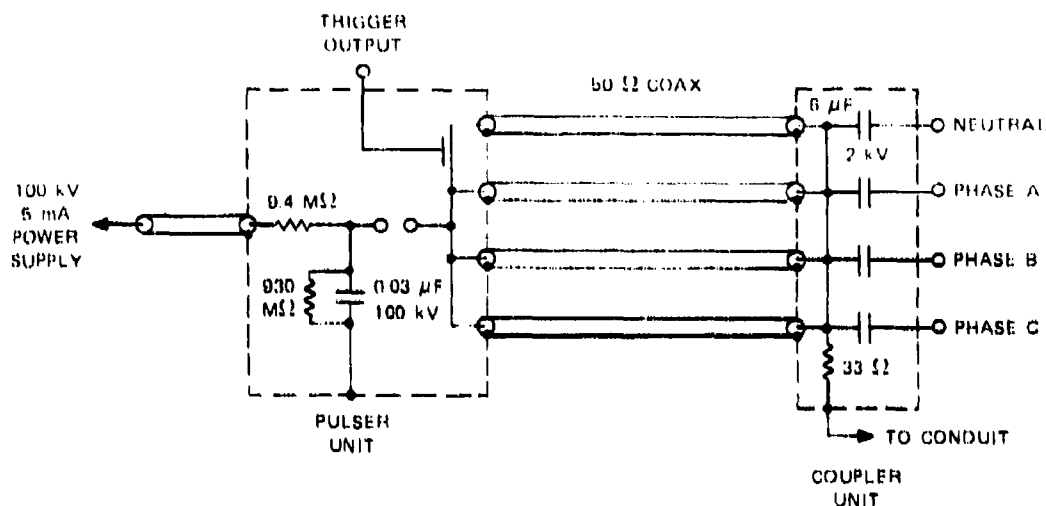 TRIGGER
OUTPUT
50 Ω COAX
6 µF
NEUTRAL
2 kV
100 kV
5 mA
POWER
SUPPLY
9.4 MΩ
PHASE A
930
MΩ
0.03 µF
100 kV
PHASE B
PHASE C
33 Ω
PULSER
UNIT
TO CONDUIT
COUPLER
UNIT